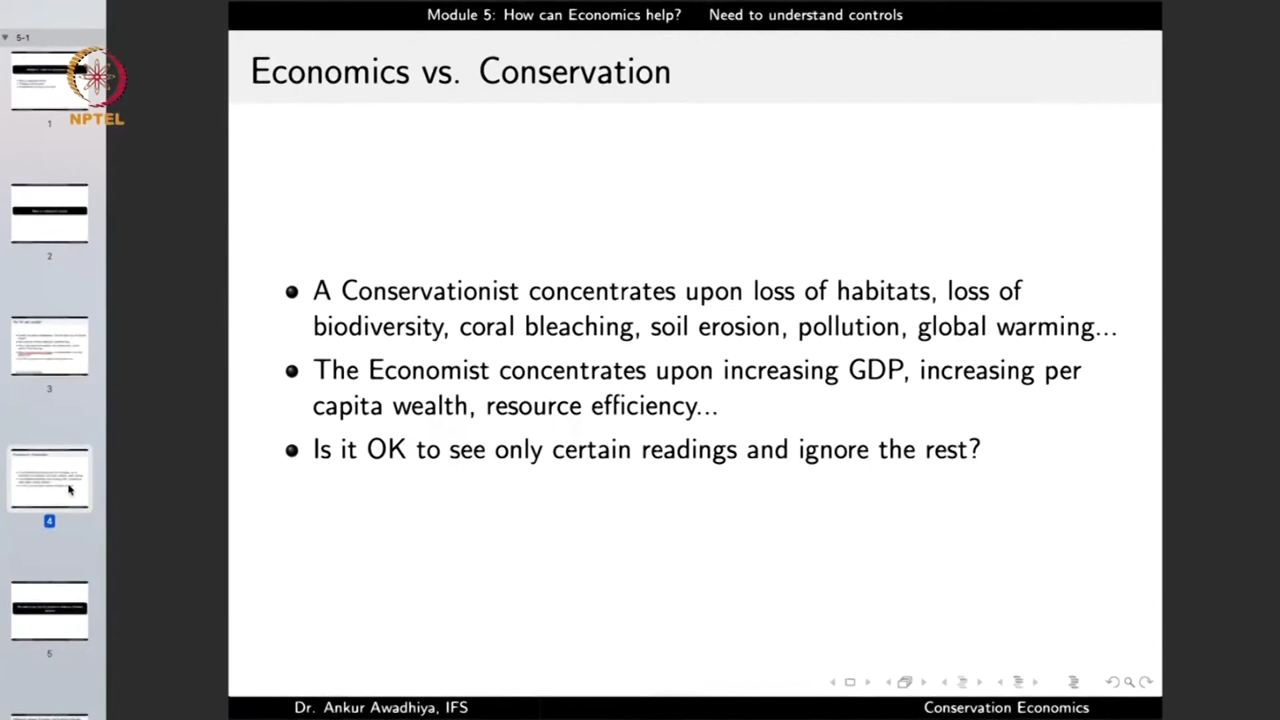 Module 5: How can Economics help? Need to understand controls
5-1
Economics vs. Conservation
NPTEL
1
2
3
4
5
● A Conservationist concentrates upon loss of habitats, loss of
biodiversity, coral bleaching, soil erosion, pollution, global warming...
● The Economist concentrates upon increasing GDP, increasing per
capita wealth, resource efficiency...
● Is it OK to see only certain readings and ignore the rest?
Dr. Ankur Awadhiya, IFS
Conservation Economics